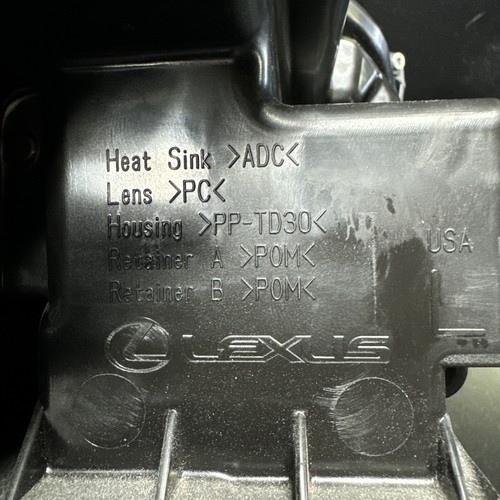 Heat Sink >ADC<
Lens >PC<
Housing >PP-TD30<
Retainer A >POM<
Retainer B >POM<
USA
LEXUS